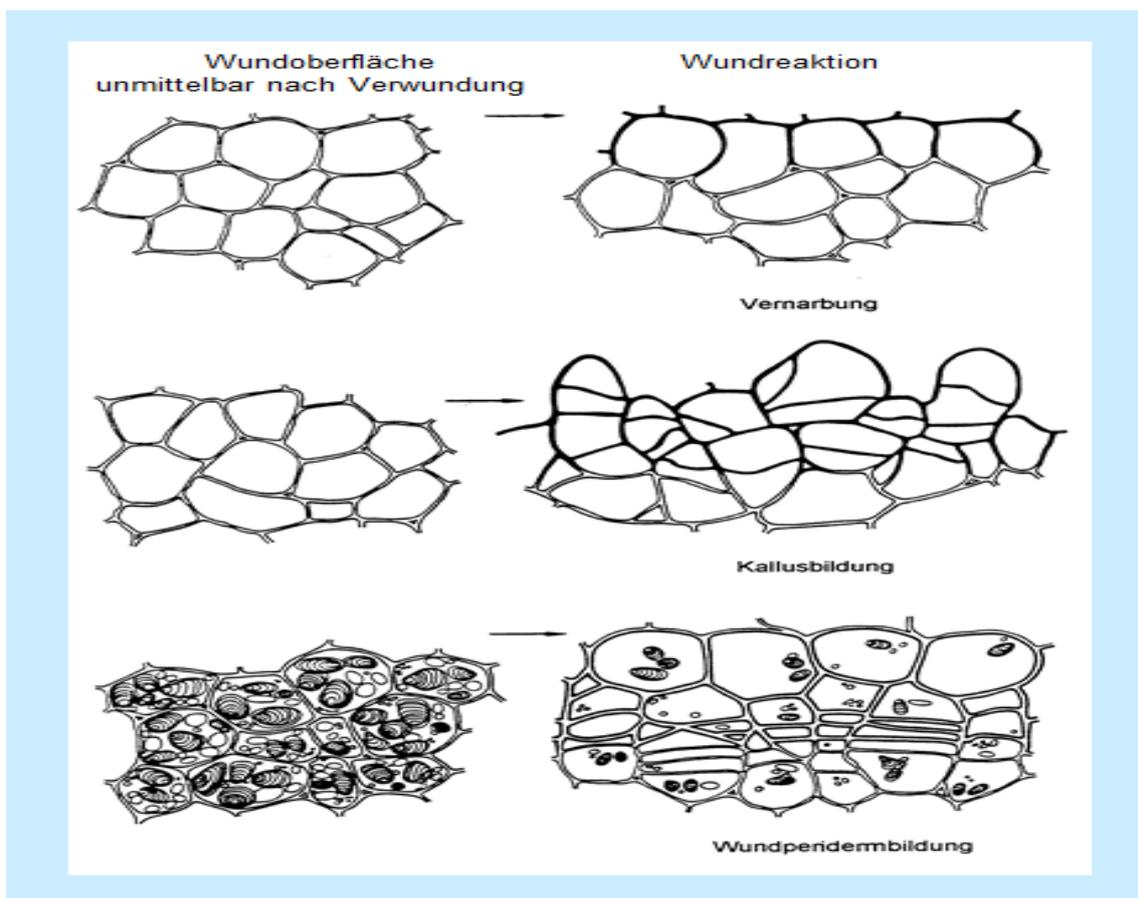 Wundoberfläche
unmittelbar nach Verwundung
Wundreaktion
Vernarbung
Kallusbildung
Wundperidermbildung